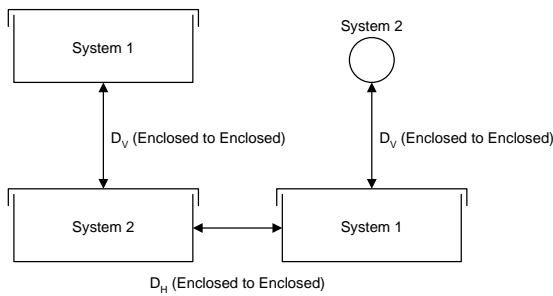 System 2
System 1
D_V (Enclosed to Enclosed)
D_V (Enclosed to Enclosed)
System 2
System 1
D_H (Enclosed to Enclosed)